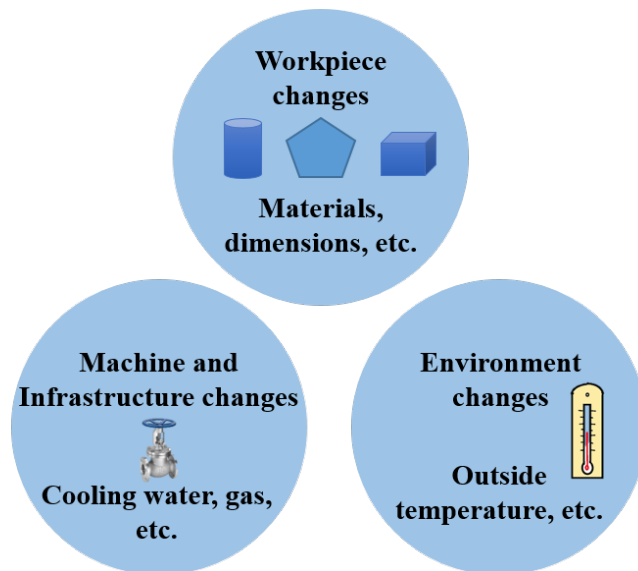 Workpiece
changes
Materials,
dimensions, etc.
Machine and
Infrastructure changes
Cooling water, gas,
etc.
Environment
changes
Outside
temperature, etc.